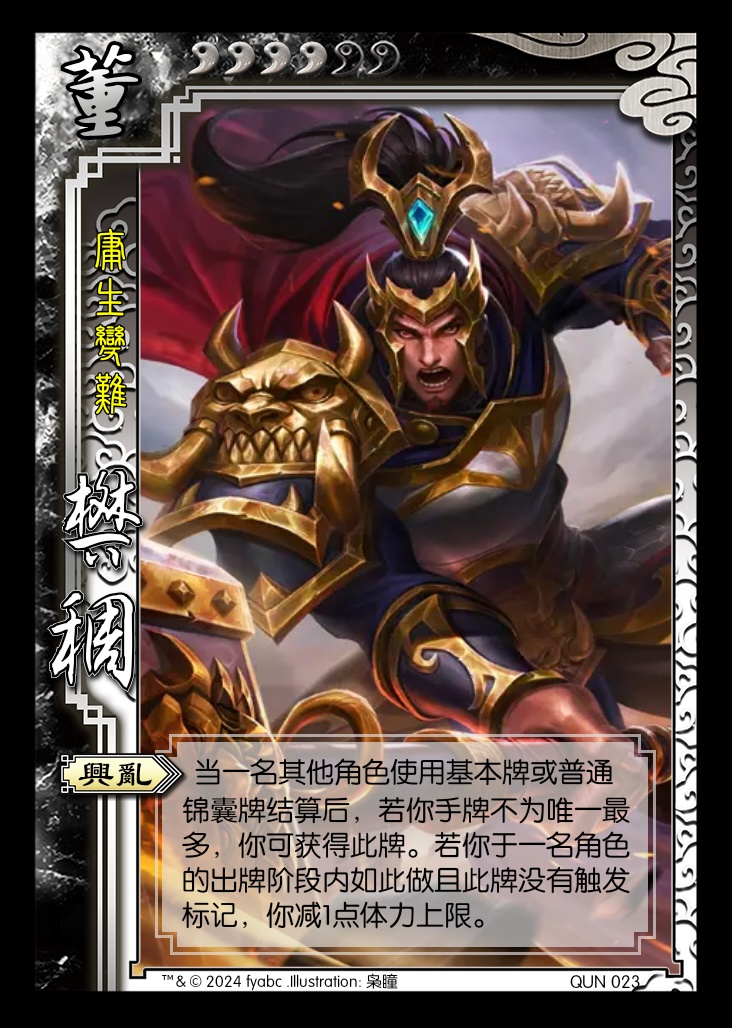 董
庸生變難
樊稠
興亂
当一名其他角色使用基本牌或普通
锦囊牌结算后，若你手牌不为唯一最
多，你可获得此牌。若你于一名角色
的出牌阶段内如此做且此牌没有触发
标记，你减1点体力上限。
™ & © 2024 fyabc .Illustration: 枭瞳
QUN 023